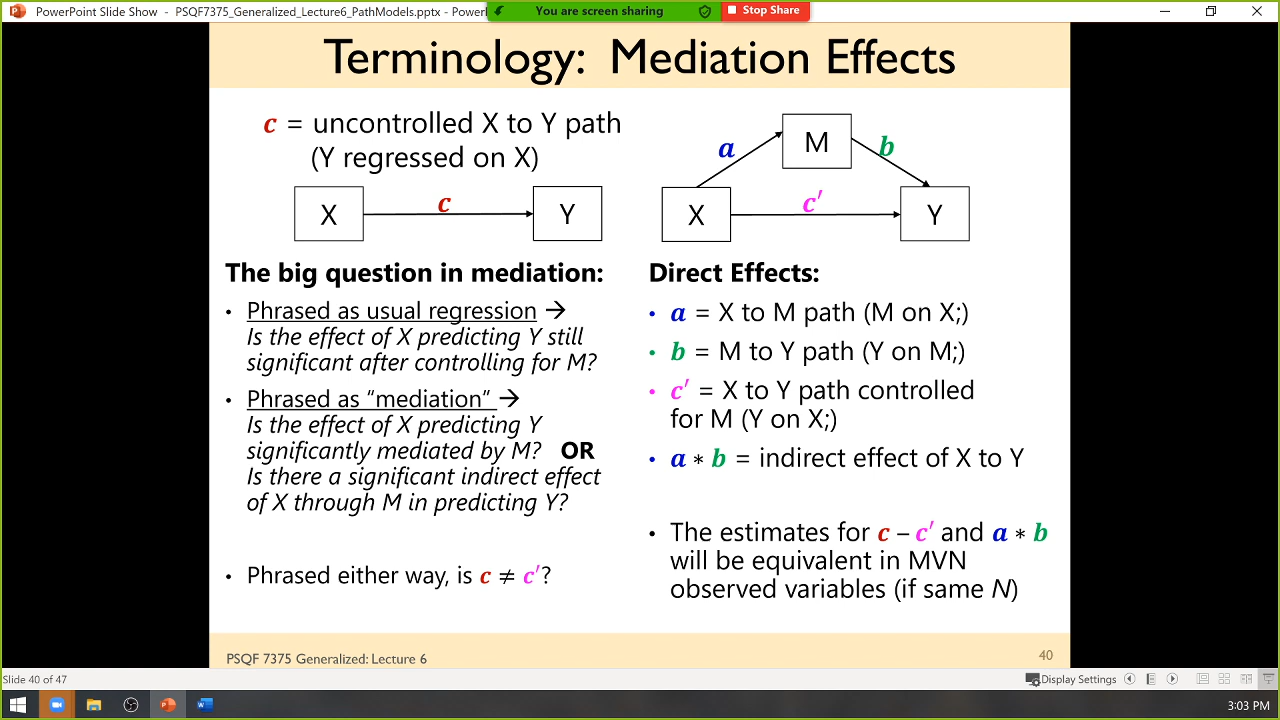 PowerPoint Slide Show - PSQF7375_Generalized_Lecture6_PathModels.pptx - Powerl
You are screen sharing
Stop Share
Terminology: Mediation Effects
c = uncontrolled X to Y path
(Y regressed on X)
X
c
Y
a
M
b
X
c′
Y
The big question in mediation:
• Phrased as usual regression →
Is the effect of X predicting Y still
significant after controlling for M?
• Phrased as “mediation” →
Is the effect of X predicting Y
significantly mediated by M? OR
Is there a significant indirect effect
of X through M in predicting Y?
• Phrased either way, is c ≠ c′?
Direct Effects:
• a = X to M path (M on X;)
• b = M to Y path (Y on M;)
• c′ = X to Y path controlled
for M (Y on X;)
• a ∗ b = indirect effect of X to Y
• The estimates for c – c′ and a ∗ b
will be equivalent in MVN
observed variables (if same N)
PSQF 7375 Generalized: Lecture 6
40
Slide 40 of 47
Display Settings
3:03 PM